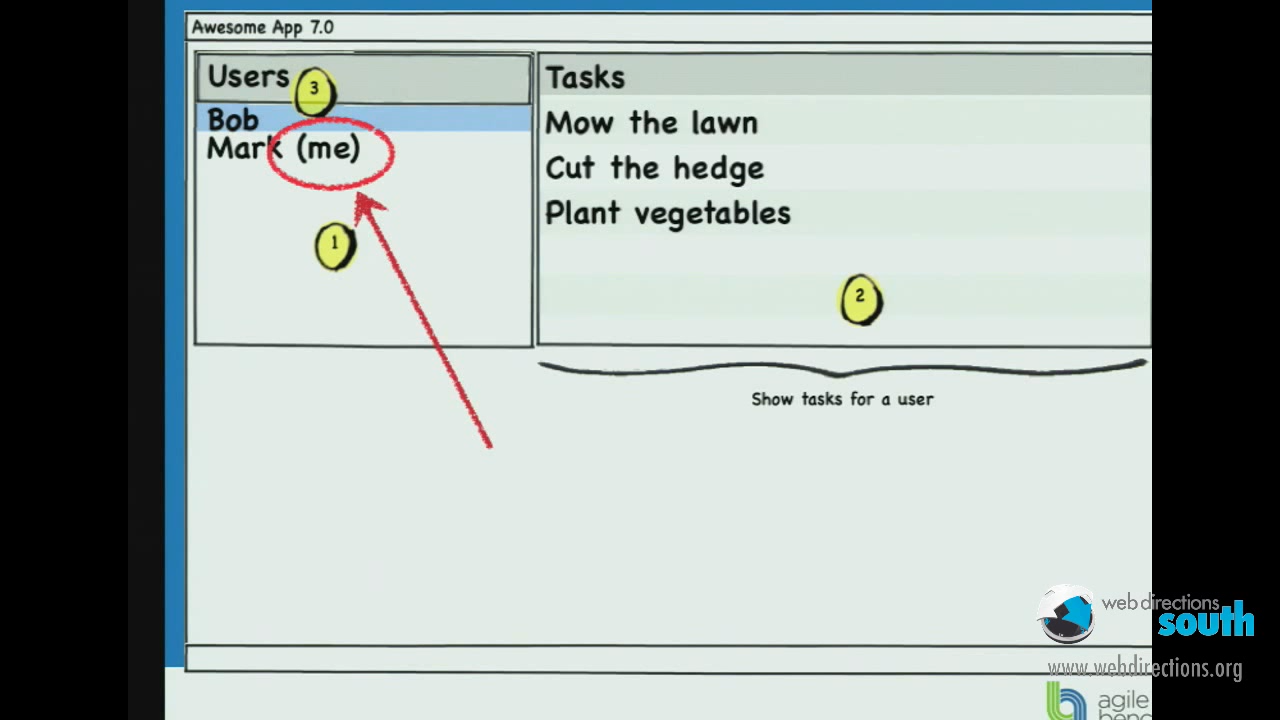 Awesome App 7.0
Users
3
Bob
Mark (me)
1
Tasks
Mow the lawn
Cut the hedge
Plant vegetables
2
Show tasks for a user
web directions
south
www.webdirections.org
agile